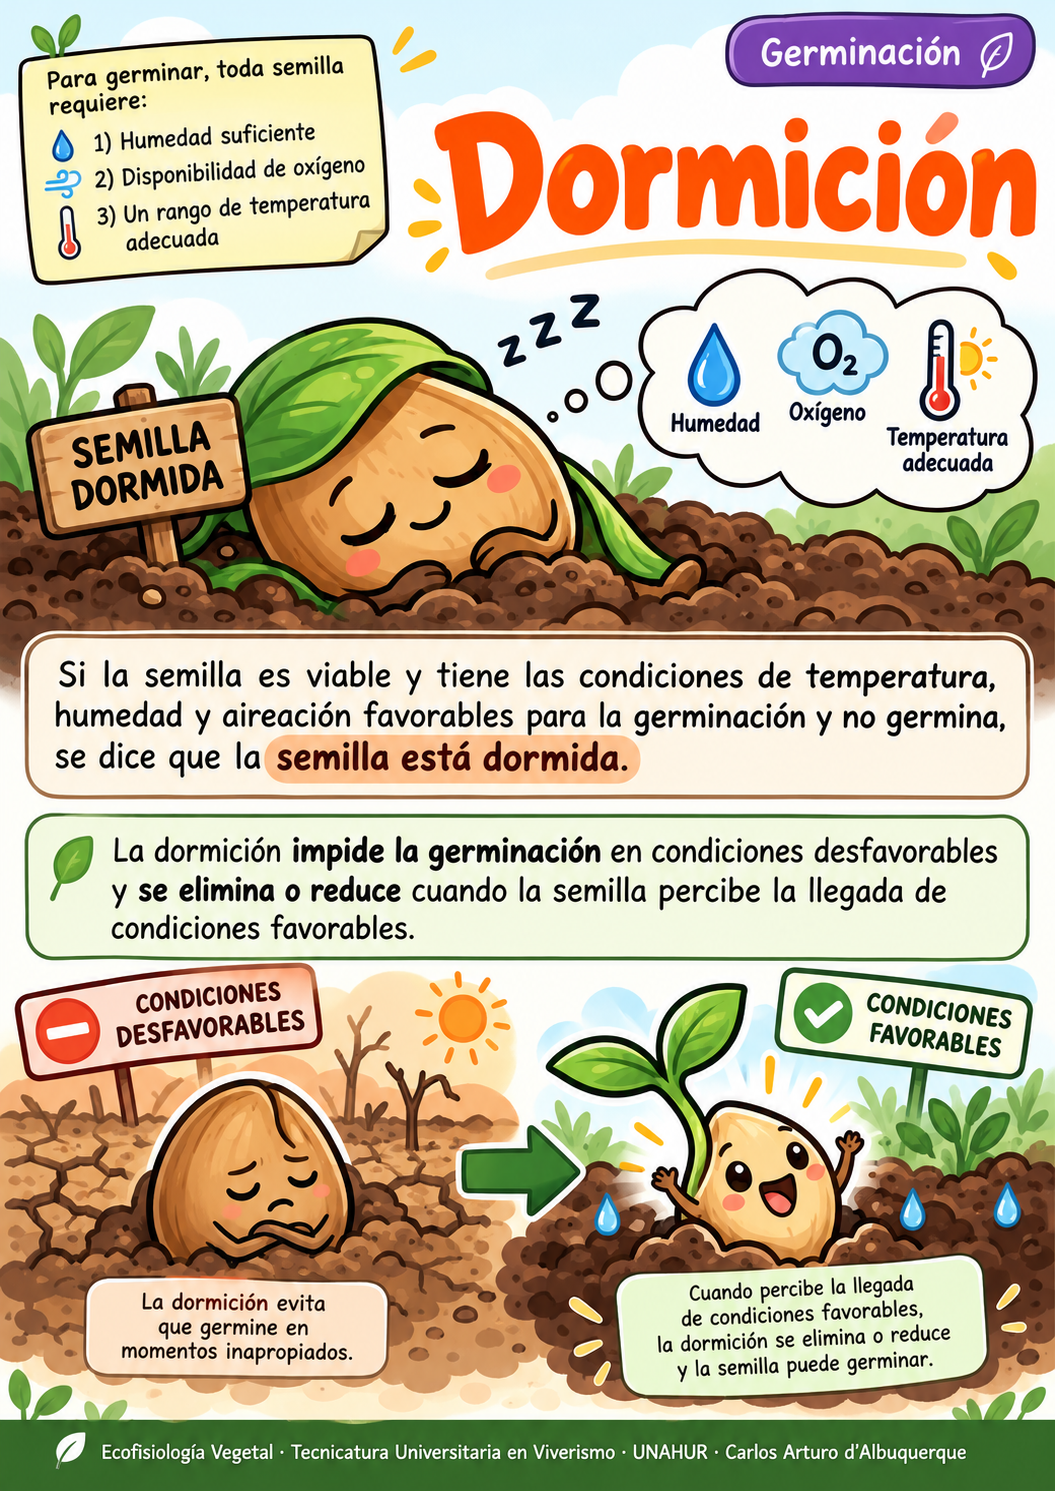 Germinación
Para germinar, toda semilla
requiere:
1) Humedad suficiente
2) Disponibilidad de oxígeno
3) Un rango de temperatura
adecuada
Dormición
z z z
O₂
Humedad
Oxígeno
Temperatura
adecuada
SEMILLA
DORMIDA
Si la semilla es viable y tiene las condiciones de temperatura,
humedad y aireación favorables para la germinación y no germina,
se dice que la semilla está dormida.
La dormición impide la germinación en condiciones desfavorables
y se elimina o reduce cuando la semilla percibe la llegada de
condiciones favorables.
CONDICIONES
DESFAVORABLES
CONDICIONES
FAVORABLES
La dormición evita
que germine en
momentos inapropiados.
Cuando percibe la llegada
de condiciones favorables,
la dormición se elimina o reduce
y la semilla puede germinar.
Ecofisiología Vegetal · Tecnicatura Universitaria en Viverismo · UNAHUR · Carlos Arturo d'Albuquerque